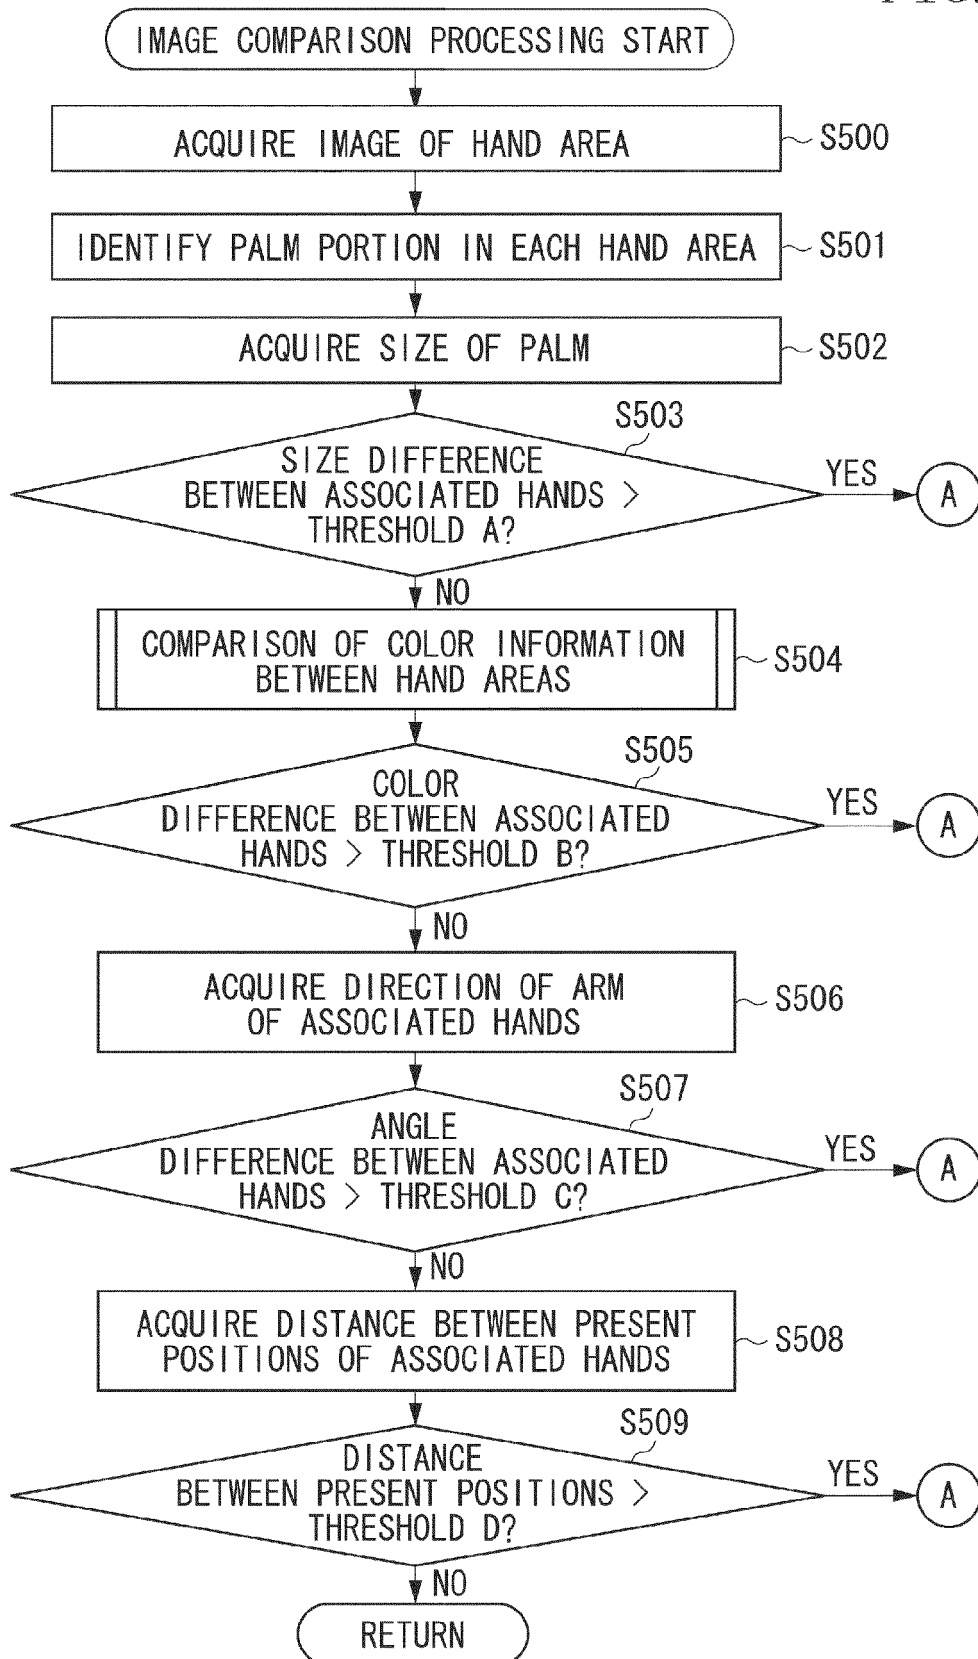 IMAGE COMPARISON PROCESSING START
ACQUIRE IMAGE OF HAND AREA
S500
IDENTIFY PALM PORTION IN EACH HAND AREA
S501
ACQUIRE SIZE OF PALM
S502
S503
SIZE DIFFERENCE
BETWEEN ASSOCIATED HANDS >
THRESHOLD A?
YES
A
NO
COMPARISON OF COLOR INFORMATION
BETWEEN HAND AREAS
S504
S505
COLOR
DIFFERENCE BETWEEN ASSOCIATED
HANDS > THRESHOLD B?
YES
A
NO
ACQUIRE DIRECTION OF ARM
OF ASSOCIATED HANDS
S506
S507
ANGLE
DIFFERENCE BETWEEN ASSOCIATED
HANDS > THRESHOLD C?
YES
A
NO
ACQUIRE DISTANCE BETWEEN PRESENT
POSITIONS OF ASSOCIATED HANDS
S508
S509
DISTANCE
BETWEEN PRESENT POSITIONS >
THRESHOLD D?
YES
A
NO
RETURN